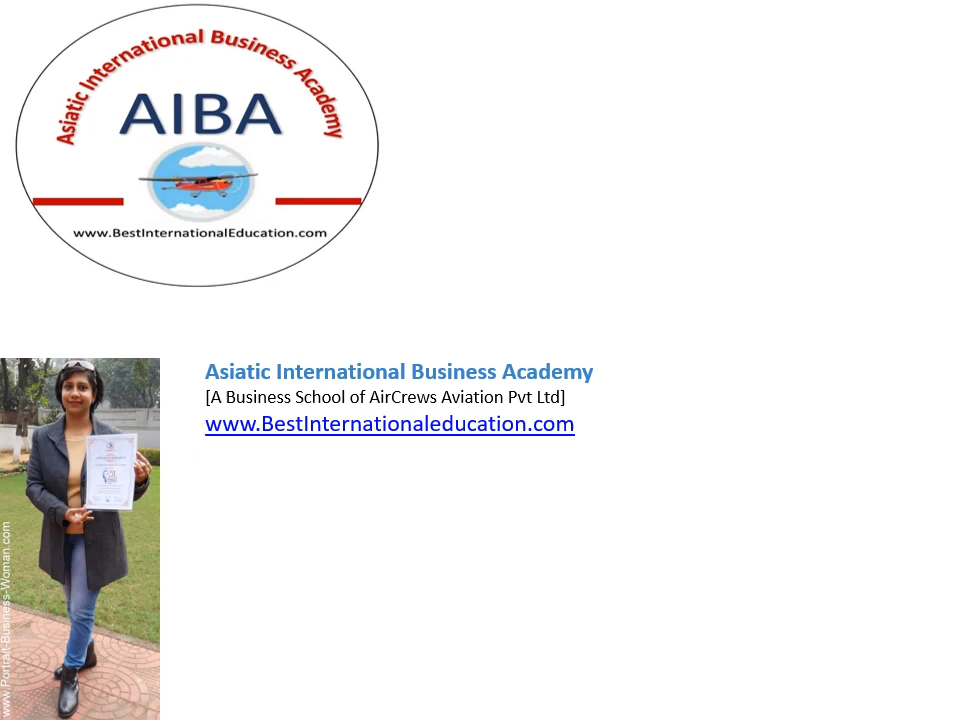 Asiatic International Business Academy
AIBA
www.BestInternationalEducation.com
Asiatic International Business Academy
[A Business School of AirCrews Aviation Pvt Ltd]
www.BestInternationaleducation.com
www.Portrait-Business-Woman.com